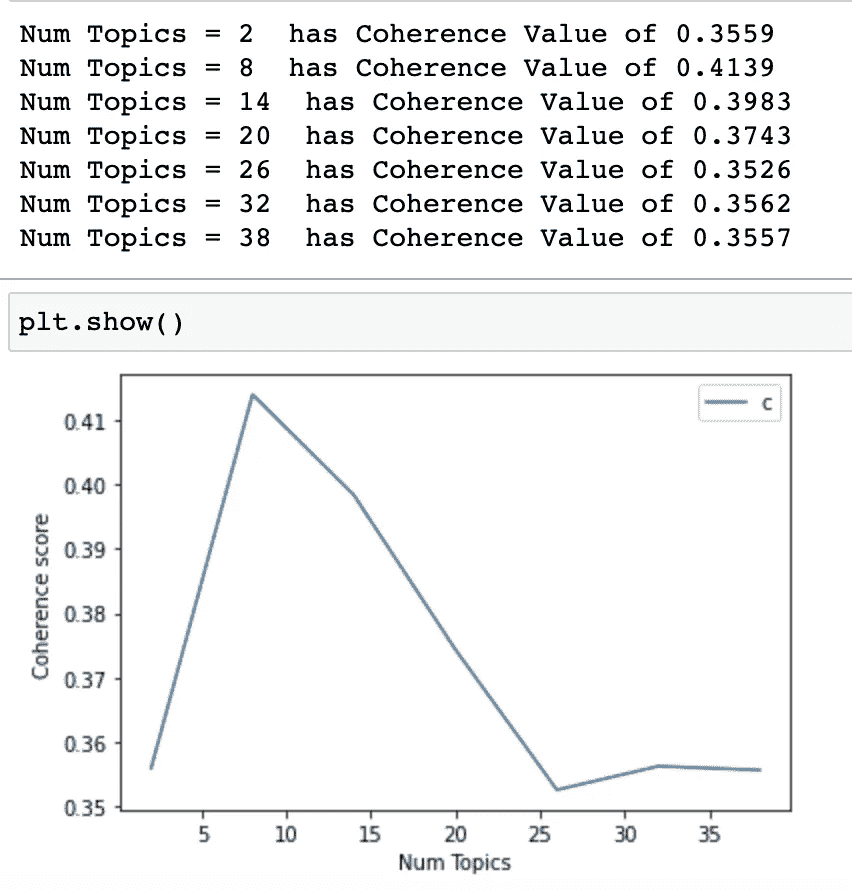 Num Topics = 2  has Coherence Value of 0.3559
Num Topics = 8  has Coherence Value of 0.4139
Num Topics = 14  has Coherence Value of 0.3983
Num Topics = 20  has Coherence Value of 0.3743
Num Topics = 26  has Coherence Value of 0.3526
Num Topics = 32  has Coherence Value of 0.3562
Num Topics = 38  has Coherence Value of 0.3557
plt.show()
c
Coherence score
0.41
0.40
0.39
0.38
0.37
0.36
0.35
5 10 15 20 25 30 35
Num Topics